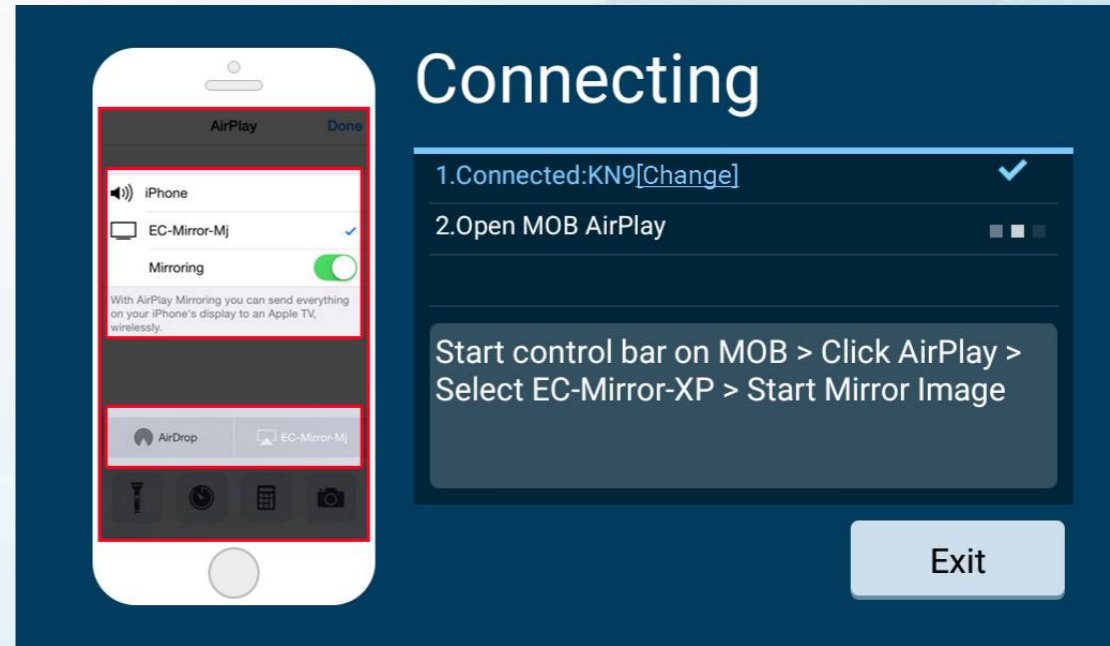 AirPlay Done
iPhone
EC-Mirror-Mj
Mirroring
With AirPlay Mirroring you can send everything
on your iPhone's display to an Apple TV,
wirelessly.
AirDrop EC-Mirror-Mj
Connecting
1.Connected:KN9[Change]
2.Open MOB AirPlay
Start control bar on MOB > Click AirPlay >
Select EC-Mirror-XP > Start Mirror Image
Exit